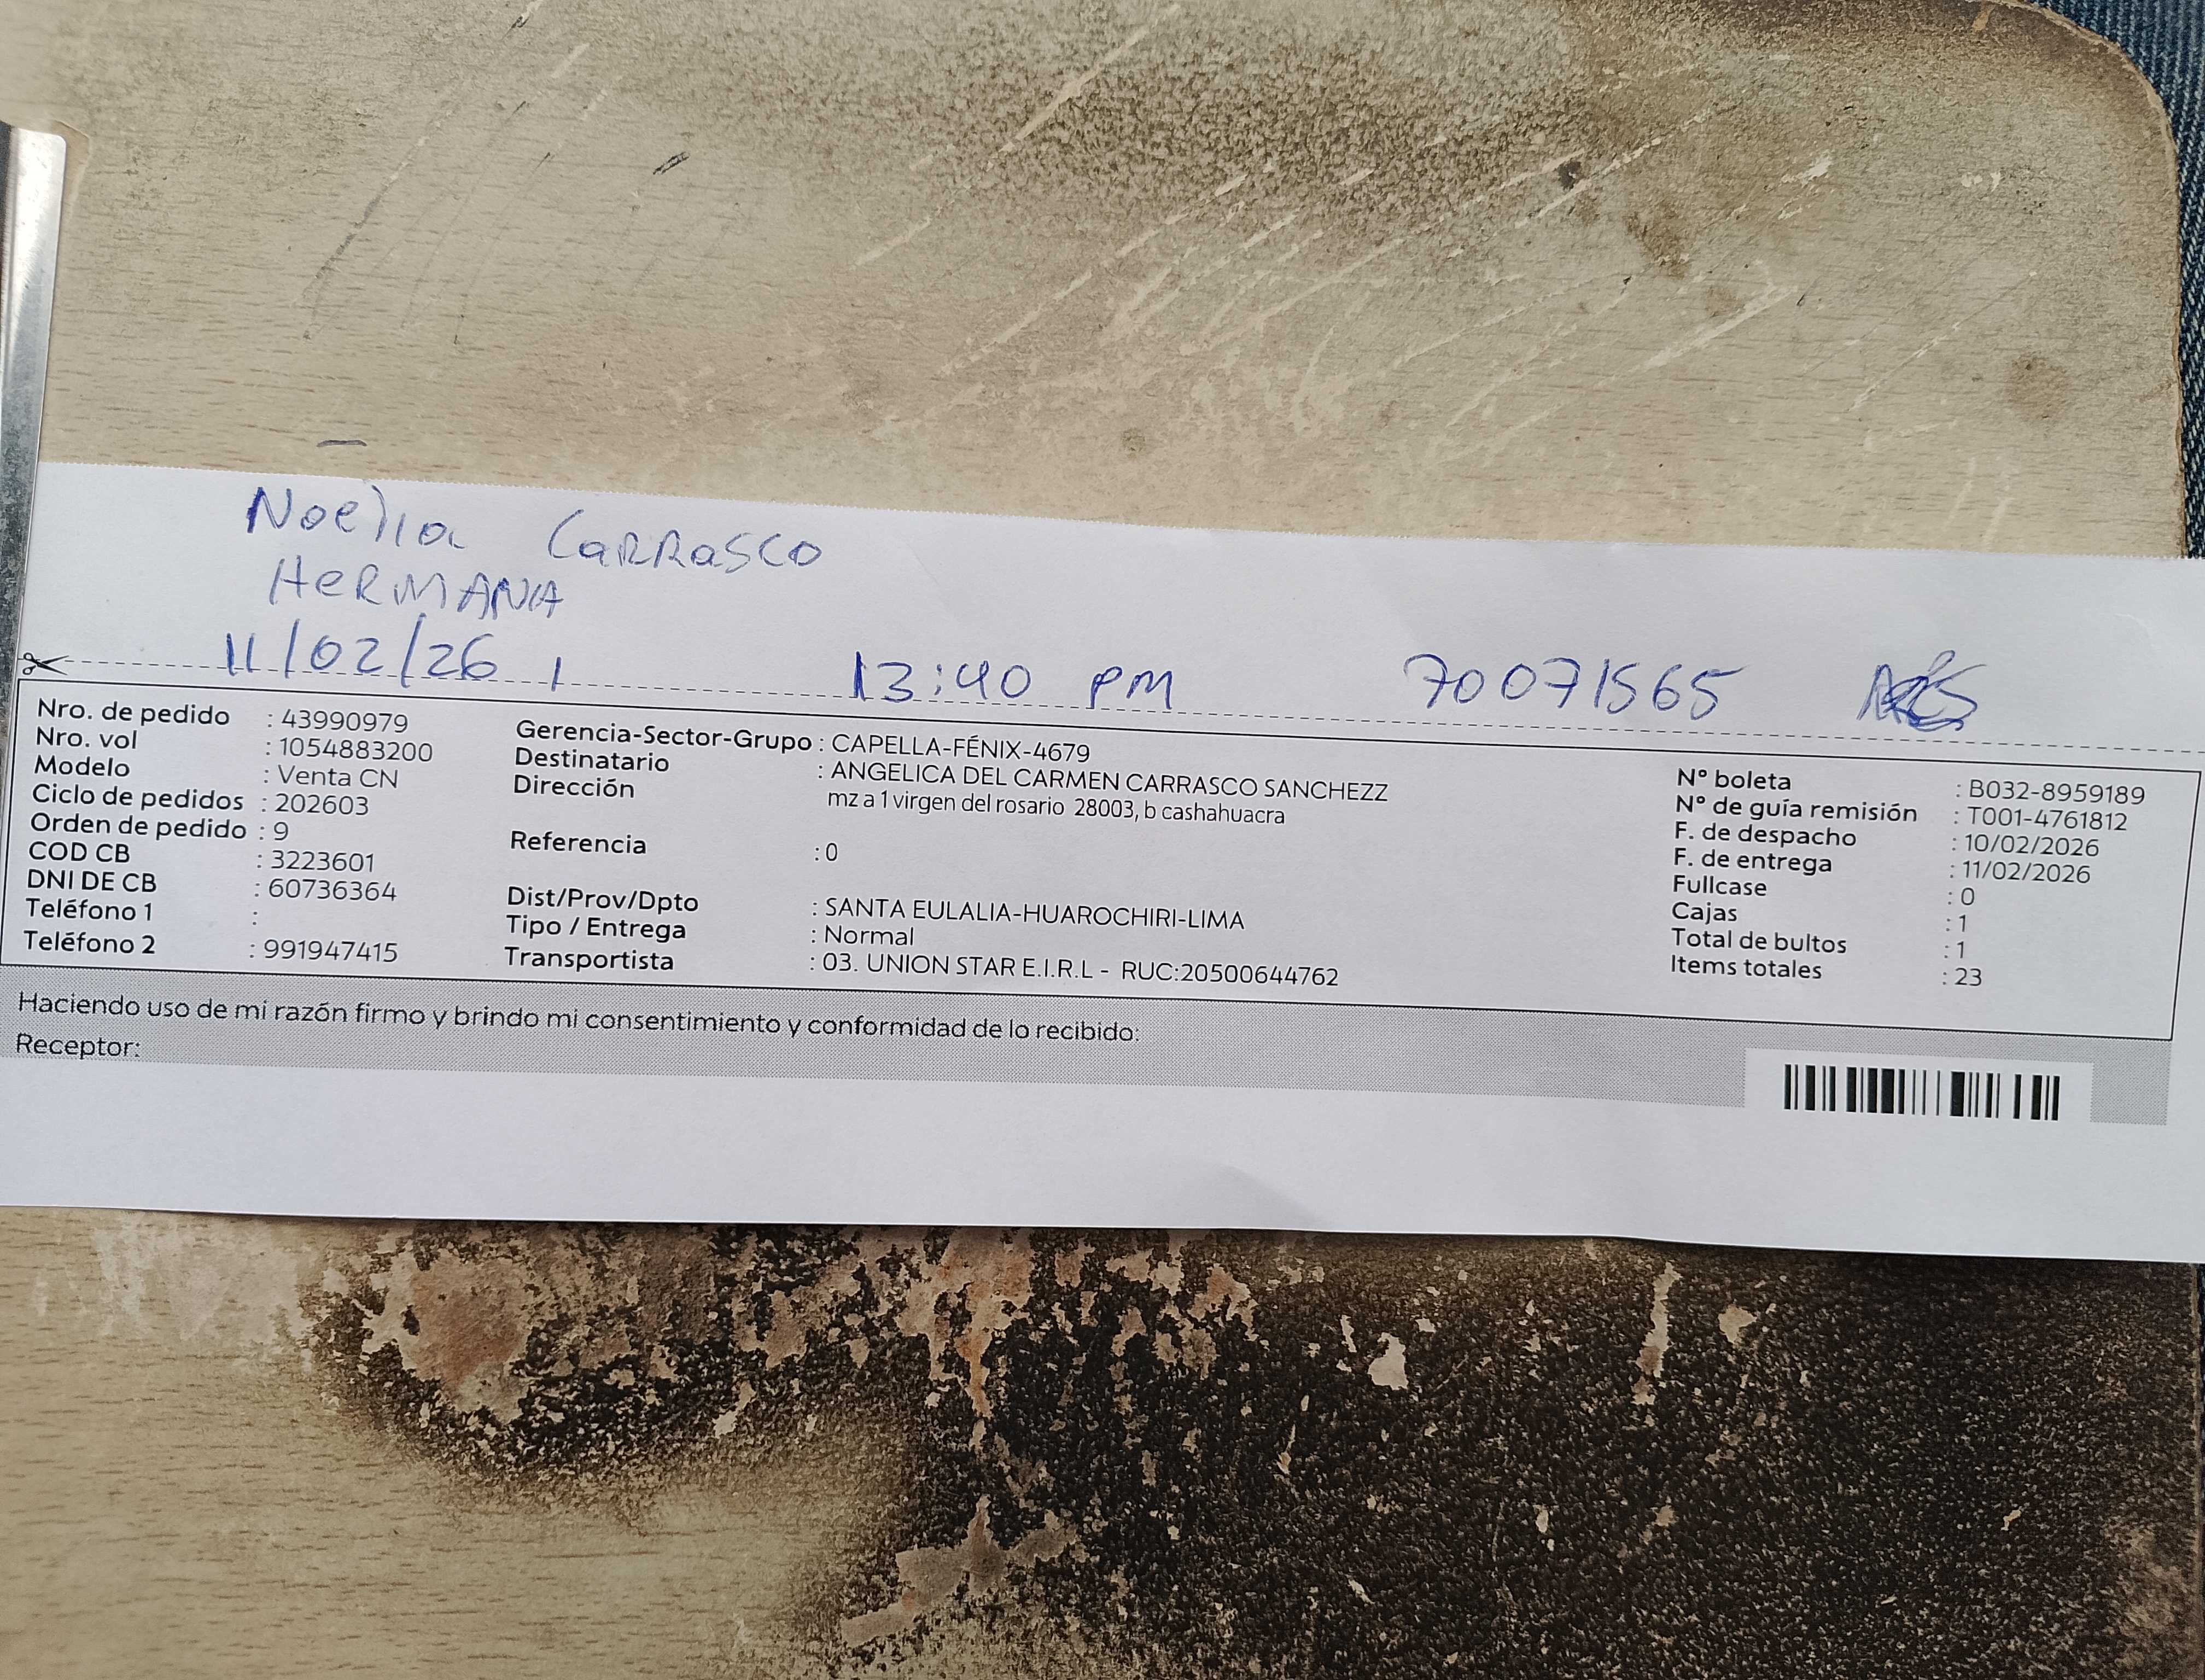 Noelia Carrasco
HERMANA
11/02/26 13:40 PM 70071565
Nro. de pedido : 43990979
Nro. vol : 1054883200
Modelo : Venta CN
Ciclo de pedidos : 202603
Orden de pedido : 9
COD CB : 3223601
DNI DE CB : 60736364
Teléfono 1 :
Teléfono 2 : 991947415
Gerencia-Sector-Grupo : CAPELLA-FÉNIX-4679
Destinatario : ANGELICA DEL CARMEN CARRASCO SANCHEZZ
Dirección mz a 1 virgen del rosario 28003, b cashahuacra
Referencia : 0
Dist/Prov/Dpto : SANTA EULALIA-HUAROCHIRI-LIMA
Tipo / Entrega : Normal
Transportista : 03. UNION STAR E.I.R.L - RUC:20500644762
N° boleta : B032-8959189
N° de guía remisión : T001-4761812
F. de despacho : 10/02/2026
F. de entrega : 11/02/2026
Fullcase : 0
Cajas : 1
Total de bultos : 1
Items totales : 23
Haciendo uso de mi razón firmo y brindo mi consentimiento y conformidad de lo recibido:
Receptor: